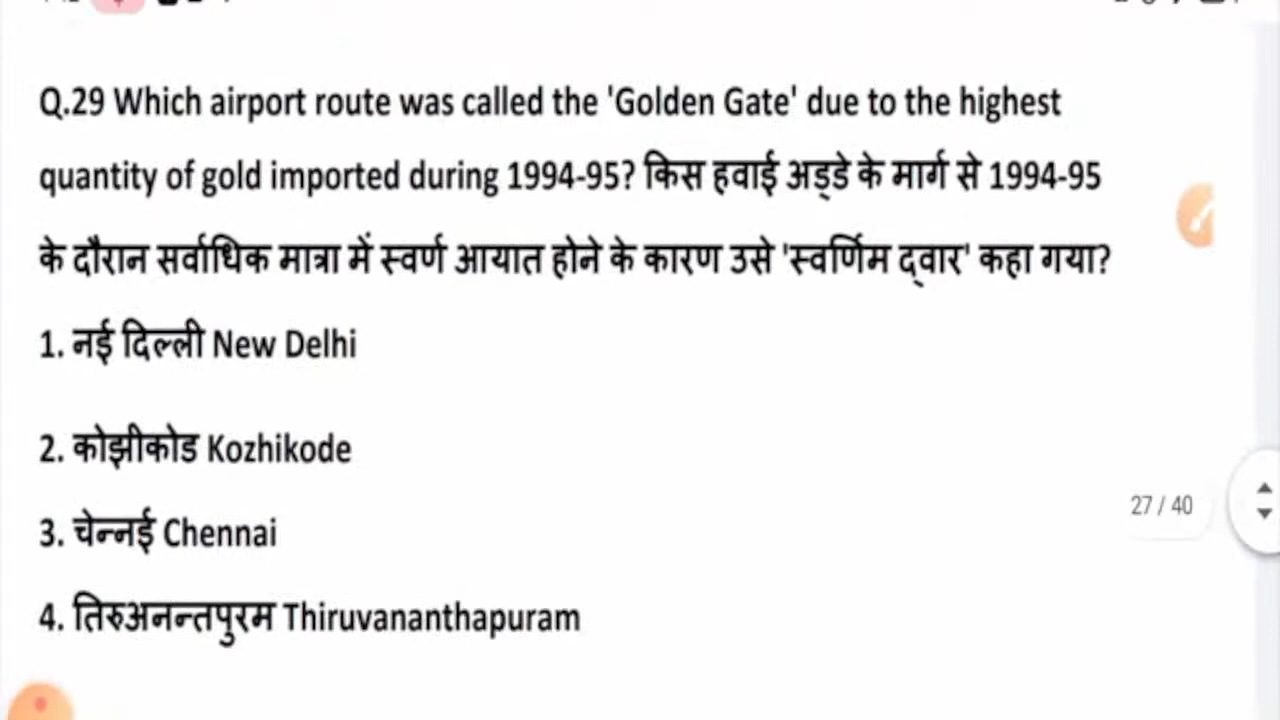 Q.29 Which airport route was called the 'Golden Gate' due to the highest
quantity of gold imported during 1994-95? किस हवाई अड्डे के मार्ग से 1994-95
के दौरान सर्वाधिक मात्रा में स्वर्ण आयात होने के कारण उसे 'स्वर्णिम द्वार' कहा गया?
1. नई दिल्ली New Delhi
2. कोझीकोड Kozhikode
27 / 40
3. चेन्नई Chennai
4. तिरुअनन्तपुरम Thiruvananthapuram